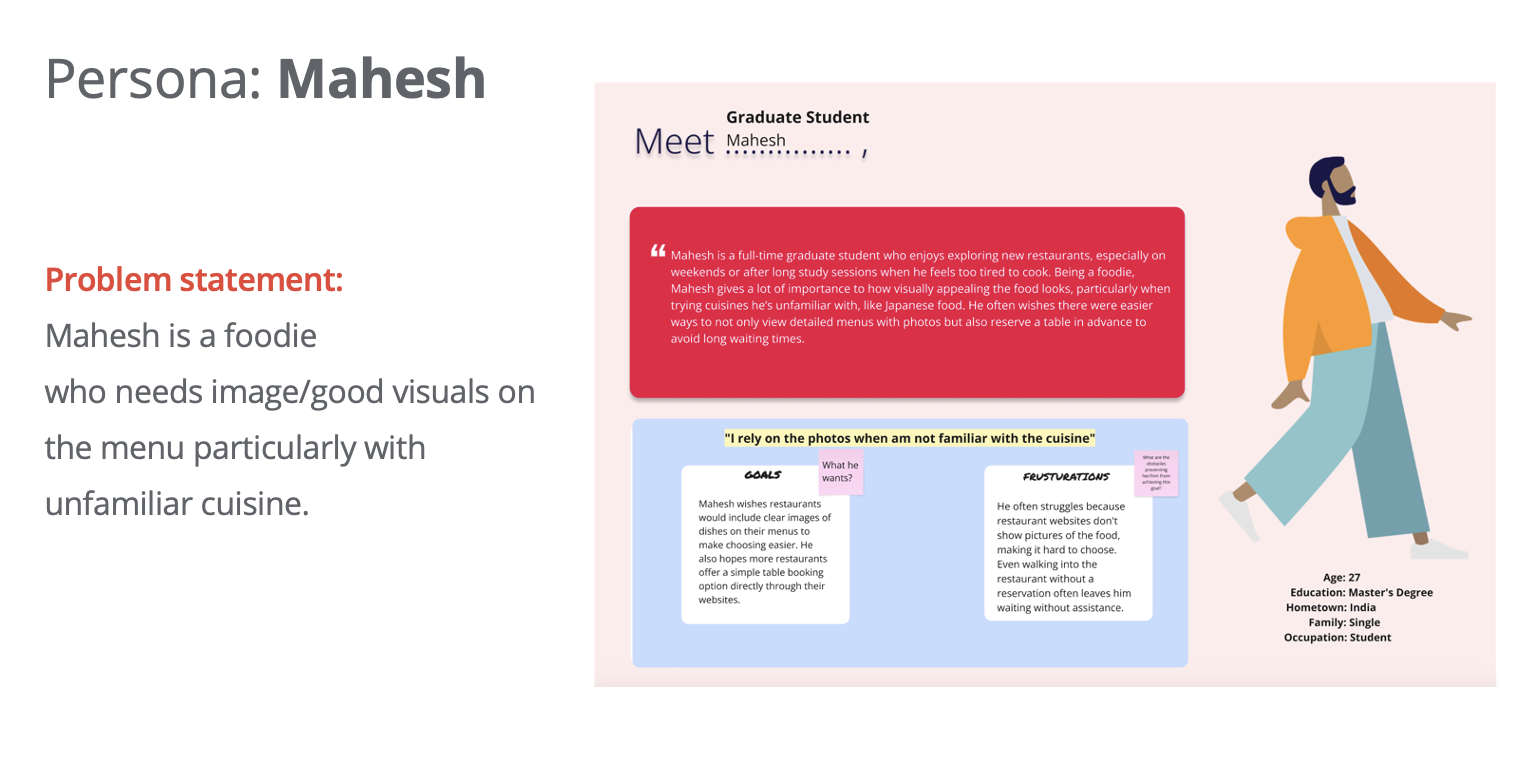 Persona: Mahesh
Problem statement:
Mahesh is a foodie
who needs image/good visuals on
the menu particularly with
unfamiliar cuisine.
Graduate Student
Meet Mahesh ............... ,
“ Mahesh is a full-time graduate student who enjoys exploring new restaurants, especially on
weekends or after long study sessions when he feels too tired to cook. Being a foodie,
Mahesh gives a lot of importance to how visually appealing the food looks, particularly when
trying cuisines he's unfamiliar with, like Japanese food. He often wishes there were easier
ways to not only view detailed menus with photos but also reserve a table in advance to
avoid long waiting times.
"I rely on the photos when am not familiar with the cuisine"
GOALS
What he
wants?
Mahesh wishes restaurants
would include clear images of
dishes on their menus to
make choosing easier. He
also hopes more restaurants
offer a simple table booking
option directly through their
websites.
FRUSTURATIONS
What are the
obstacles
preventing
her/him from
achieving this
goal?
He often struggles because
restaurant websites don't
show pictures of the food,
making it hard to choose.
Even walking into the
restaurant without a
reservation often leaves him
waiting without assistance.
Age: 27
Education: Master's Degree
Hometown: India
Family: Single
Occupation: Student